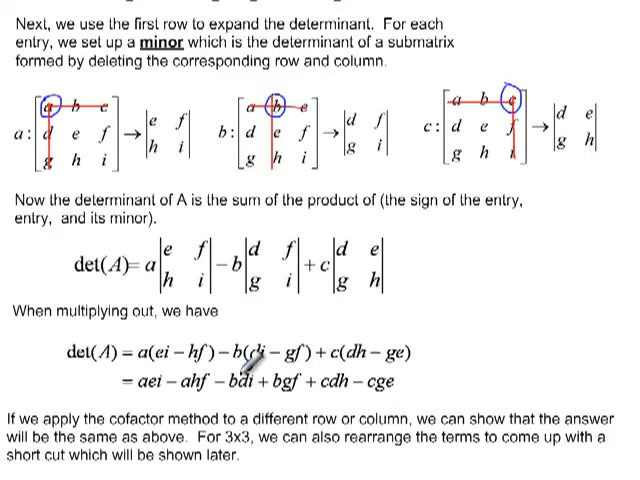 Next, we use the first row to expand the determinant. For each
entry, we set up a minor which is the determinant of a submatrix
formed by deleting the corresponding row and column.
a: [a b c; d e f; g h i] → |e f; h i| b: [a b c; d e f; g h i] → |d f; g i| c: [a b c; d e f; g h i] → |d e; g h|
Now the determinant of A is the sum of the product of (the sign of the entry,
entry, and its minor).
det(A) = a |e f; h i| − b |d f; g i| + c |d e; g h|
When multiplying out, we have
det(A) = a(ei − hf) − b(di − gf) + c(dh − ge)
= aei − ahf − bdi + bgf + cdh − cge
If we apply the cofactor method to a different row or column, we can show that the answer
will be the same as above. For 3x3, we can also rearrange the terms to come up with a
short cut which will be shown later.